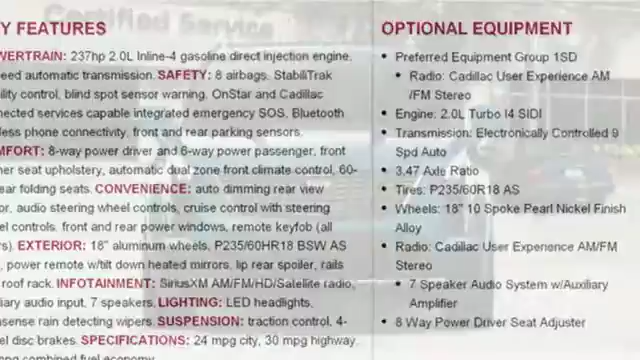 Certified Service
Y FEATURES
WERTRAIN: 237hp 2.0L Inline-4 gasoline direct injection engine,
eed automatic transmission. SAFETY: 8 airbags, StabiliTrak
ility control, blind spot sensor warning, OnStar and Cadillac
nected services capable integrated emergency SOS, Bluetooth
less phone connectivity, front and rear parking sensors.
MFORT: 8-way power driver and 6-way power passenger, front
her seat upholstery, automatic dual zone front climate control, 60-
ear folding seats. CONVENIENCE: auto dimming rear view
or, audio steering wheel controls, cruise control with steering
el controls, front and rear power windows, remote keyfob (all
rs). EXTERIOR: 18" aluminum wheels, P235/60HR18 BSW AS
, power remote w/tilt down heated mirrors, lip rear spoiler, rails
roof rack. INFOTAINMENT: SiriusXM AM/FM/HD/Satellite radio,
iary audio input, 7 speakers. LIGHTING: LED headlights,
nsense rain detecting wipers. SUSPENSION: traction control, 4-
el disc brakes. SPECIFICATIONS: 24 mpg city, 30 mpg highway,
mpg combined fuel economy
OPTIONAL EQUIPMENT
• Preferred Equipment Group 1SD
• Radio: Cadillac User Experience AM
/FM Stereo
• Engine: 2.0L Turbo I4 SIDI
• Transmission: Electronically Controlled 9
Spd Auto
• 3.47 Axle Ratio
• Tires: P235/60R18 AS
• Wheels: 18" 10 Spoke Pearl Nickel Finish
Alloy
• Radio: Cadillac User Experience AM/FM
Stereo
• 7 Speaker Audio System w/Auxiliary
Amplifier
• 8 Way Power Driver Seat Adjuster